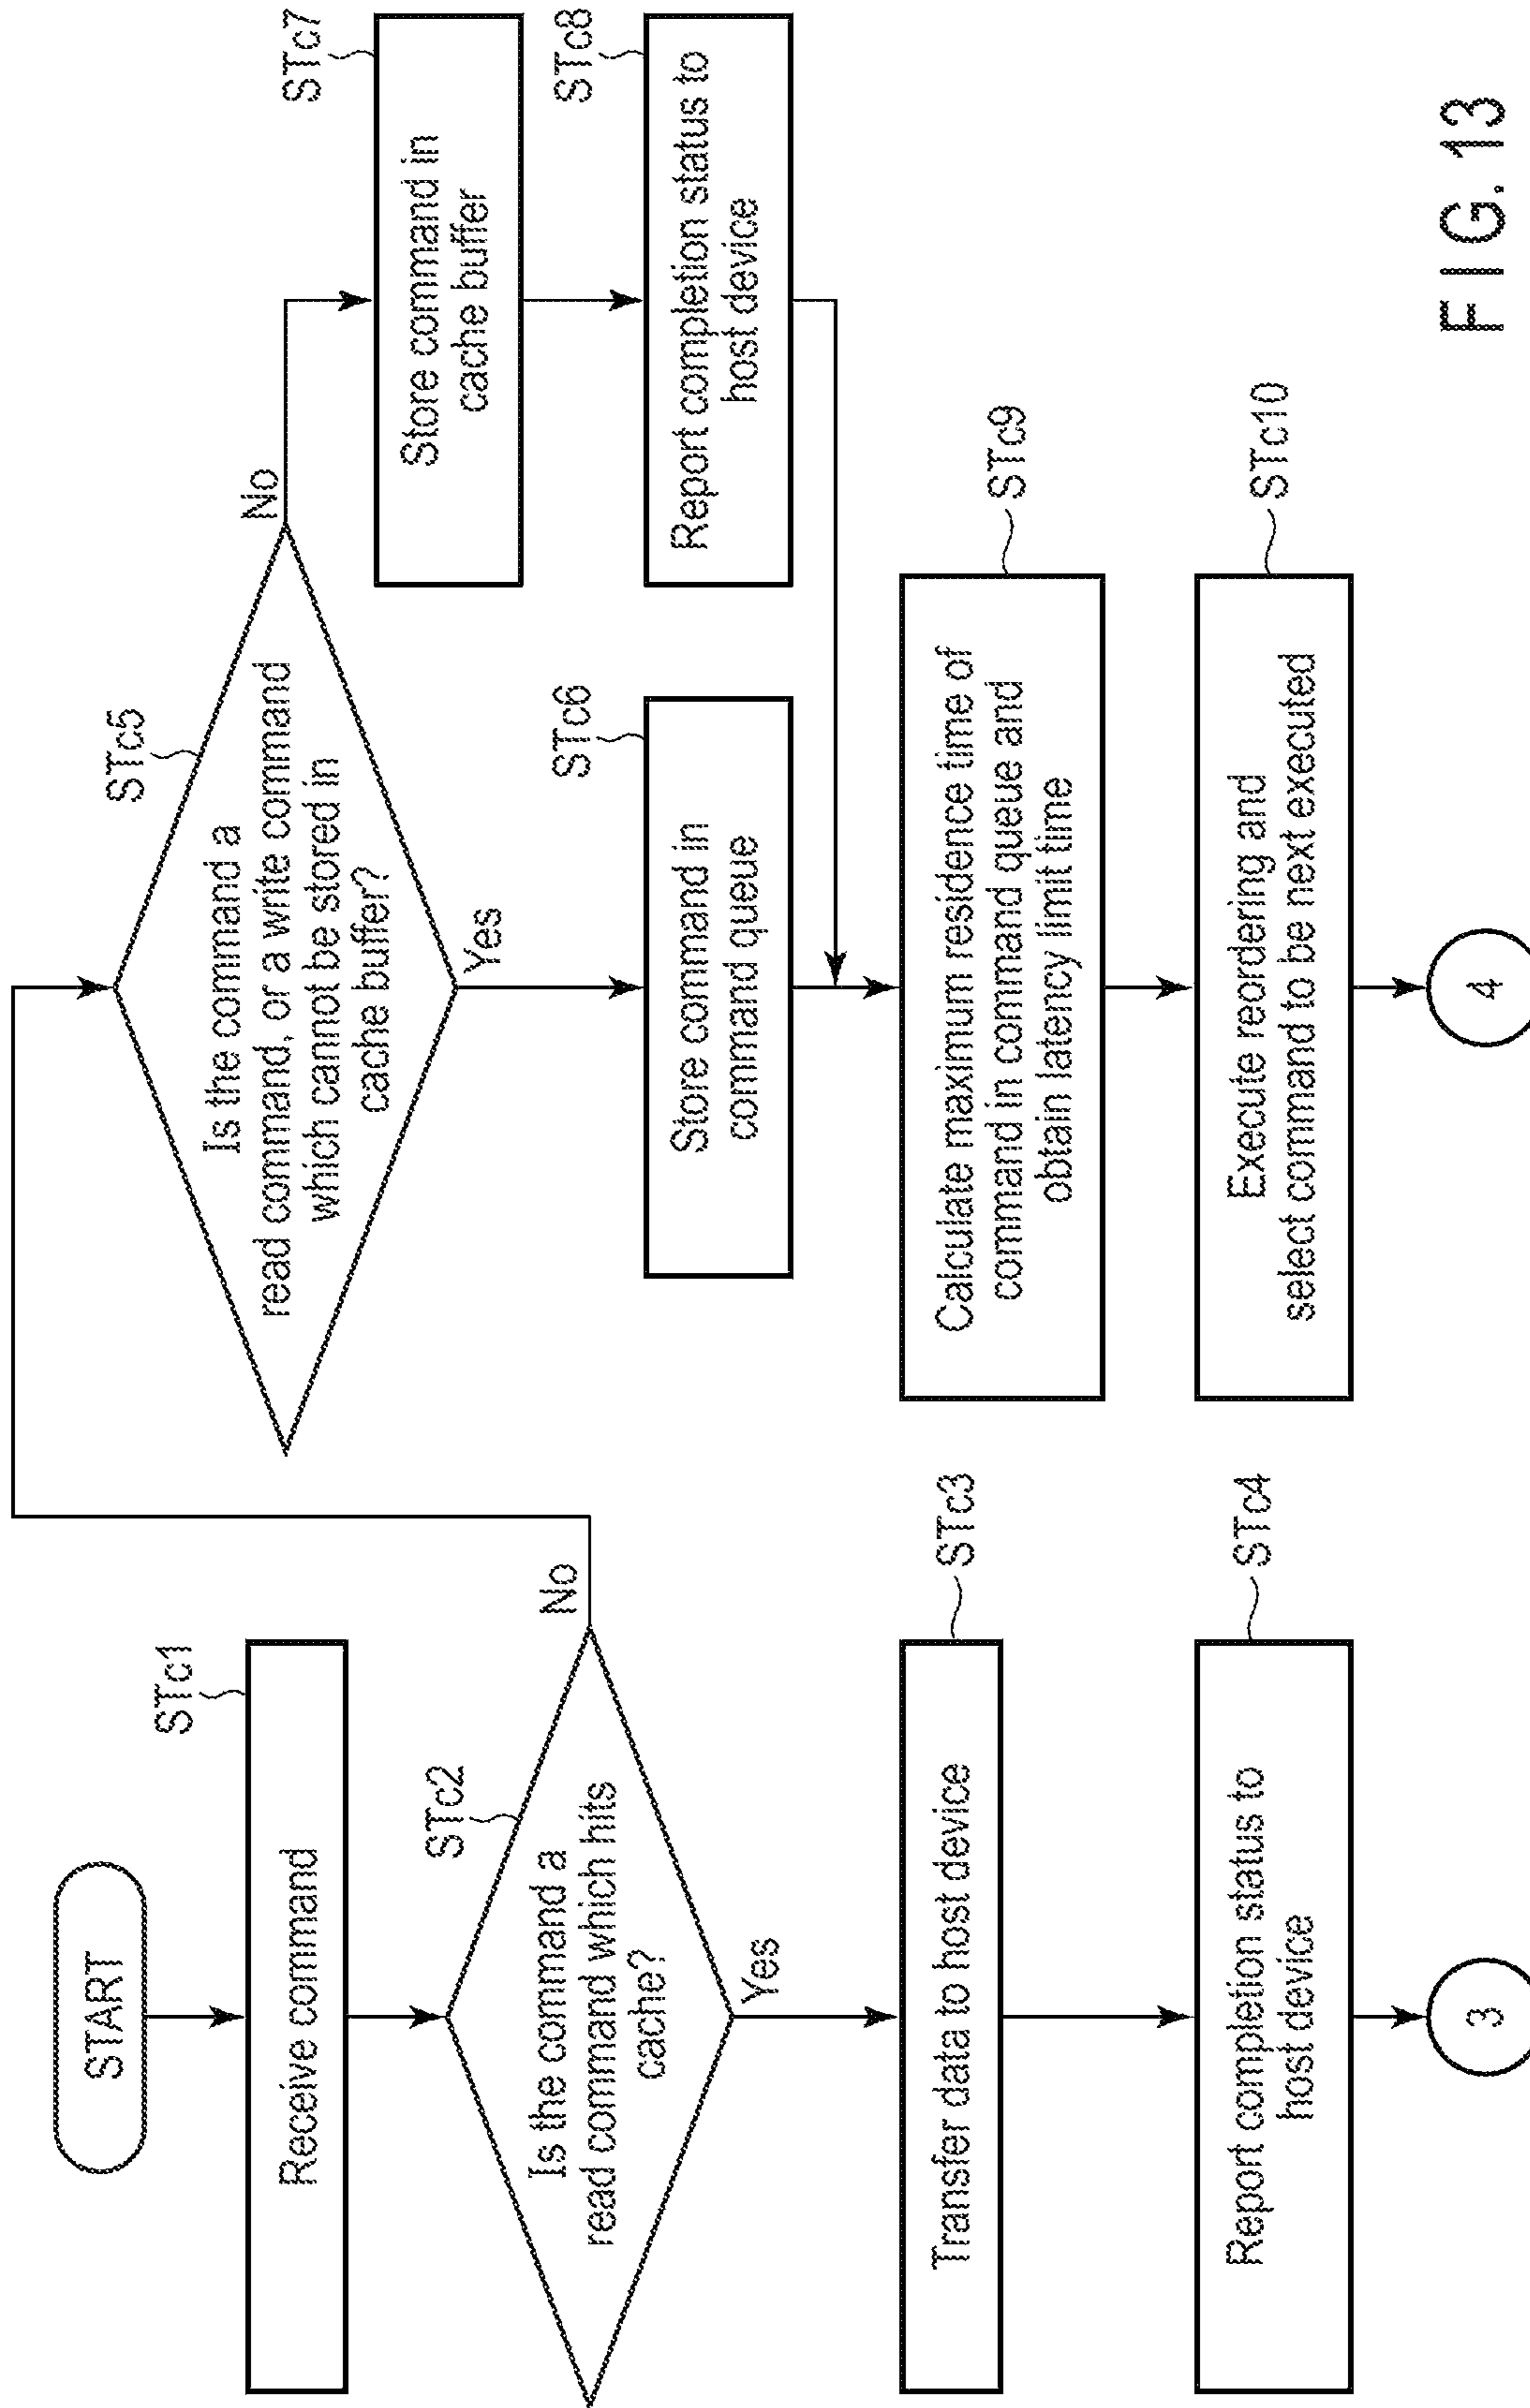 START
STc1
Receive command
STc2
Is the command a
read command which hits
cache?
No
Yes
STc3
Transfer data to host device
STc4
Report completion status to
host device
3
STc5
Is the command a
read command, or a write command
which cannot be stored in
cache buffer?
No
Yes
STc6
Store command in
command queue
STc7
Store command in
cache buffer
STc8
Report completion status to
host device
STc9
Calculate maximum residence time of
command in command queue and
obtain latency limit time
STc10
Execute reordering and
select command to be next executed
4
FIG. 13